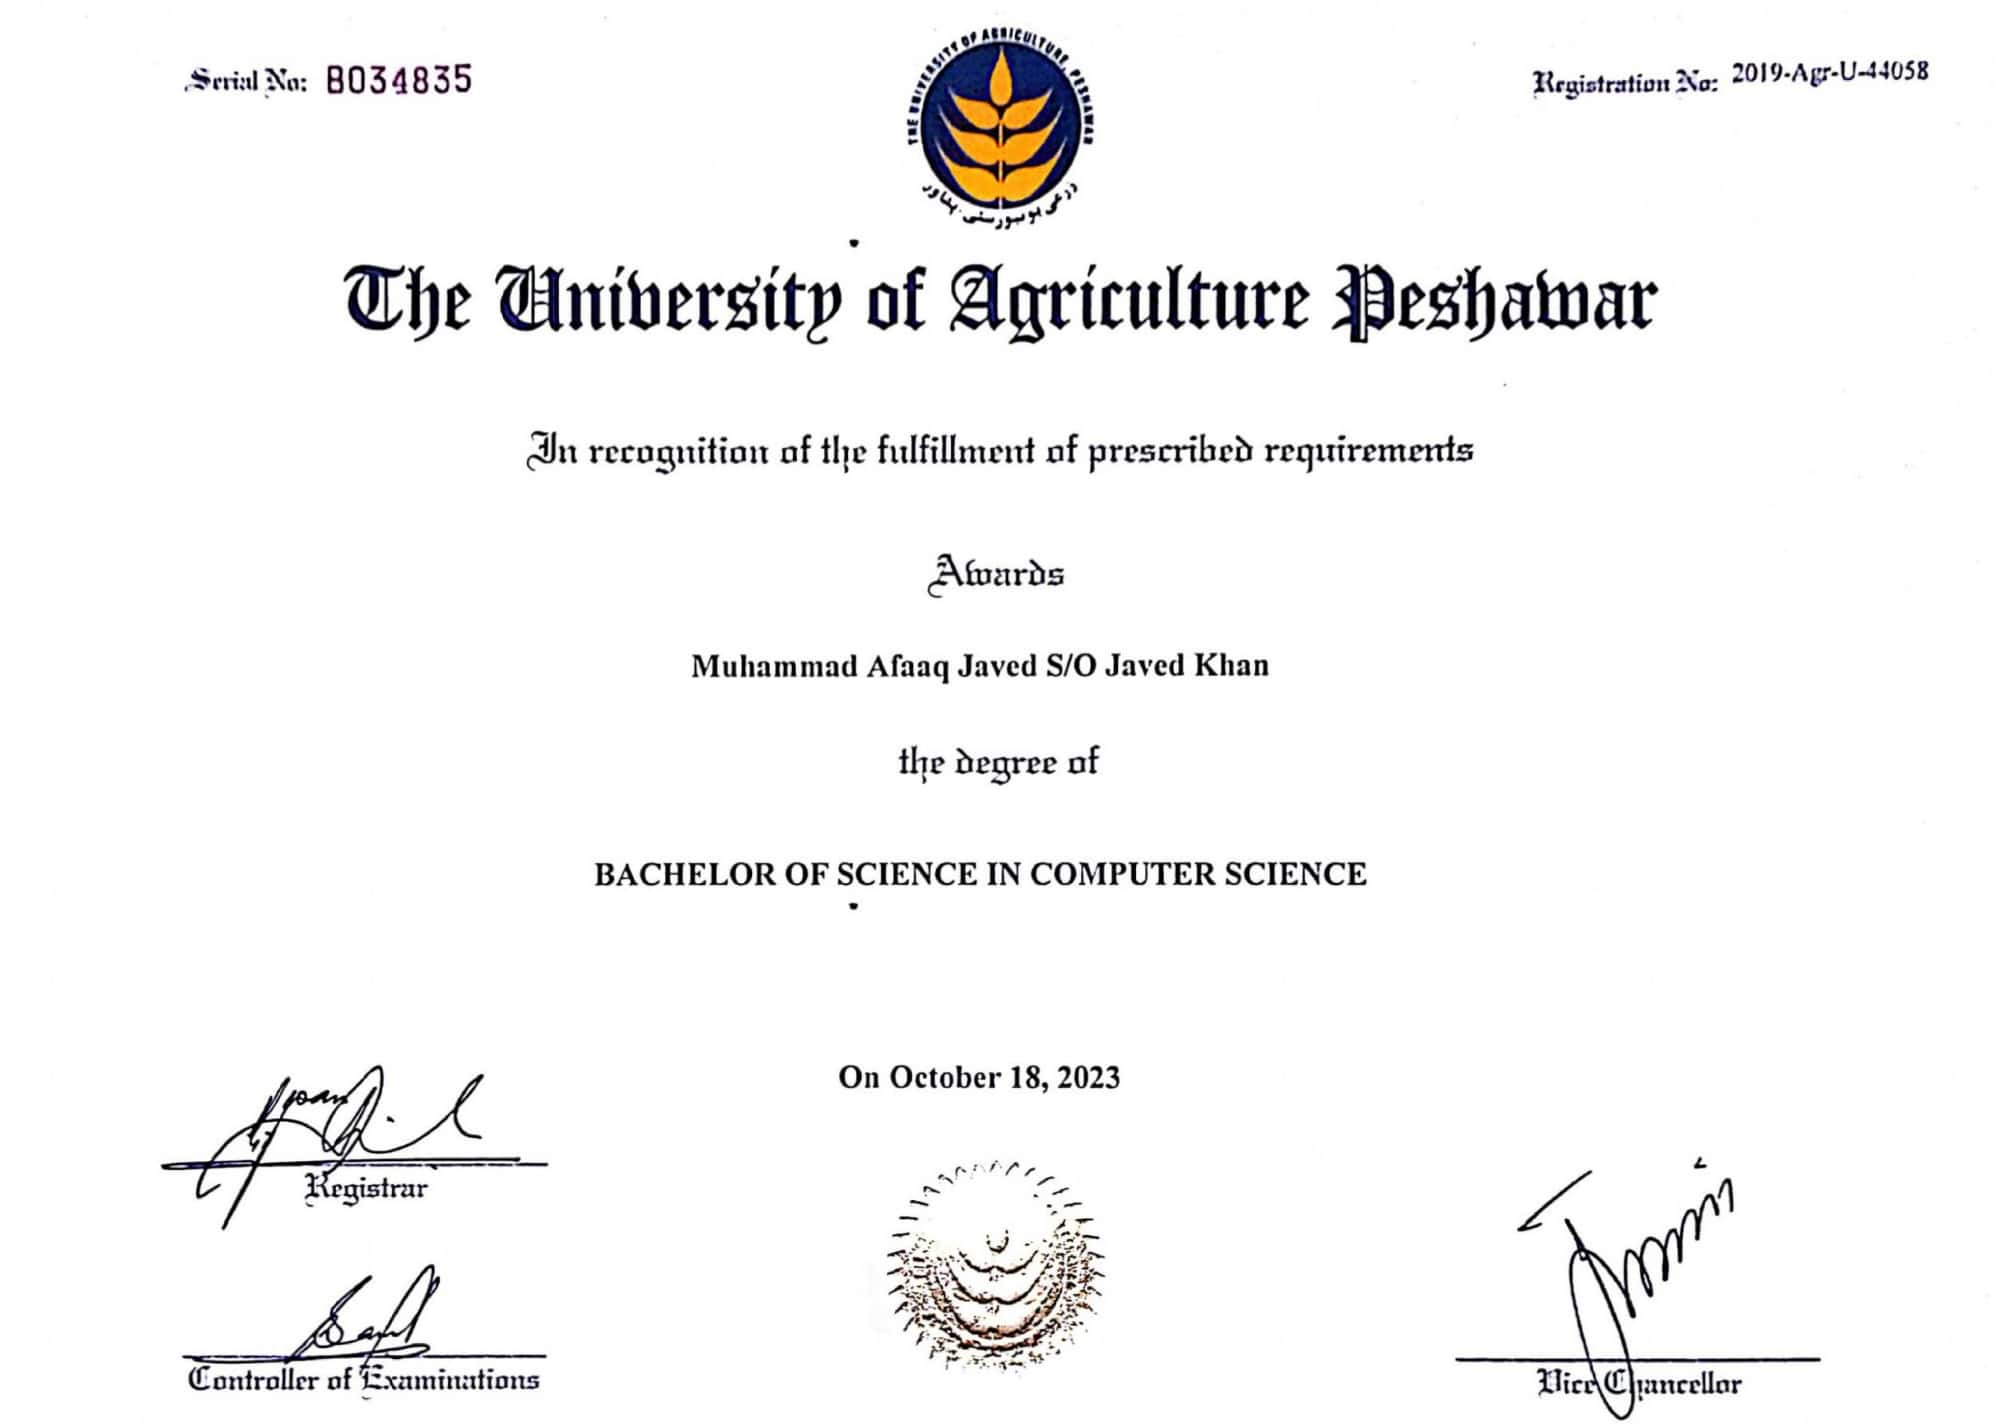 Serial No: B034835
Registration No: 2019-Agr-U-44058
THE UNIVERSITY OF AGRICULTURE, PESHAWAR
زرعی یونیورسٹی پشاور
The University of Agriculture Peshawar
In recognition of the fulfillment of prescribed requirements
Awards
Muhammad Afaaq Javed S/O Javed Khan
the degree of
BACHELOR OF SCIENCE IN COMPUTER SCIENCE
On October 18, 2023
Registrar
Controller of Examinations
Vice Chancellor